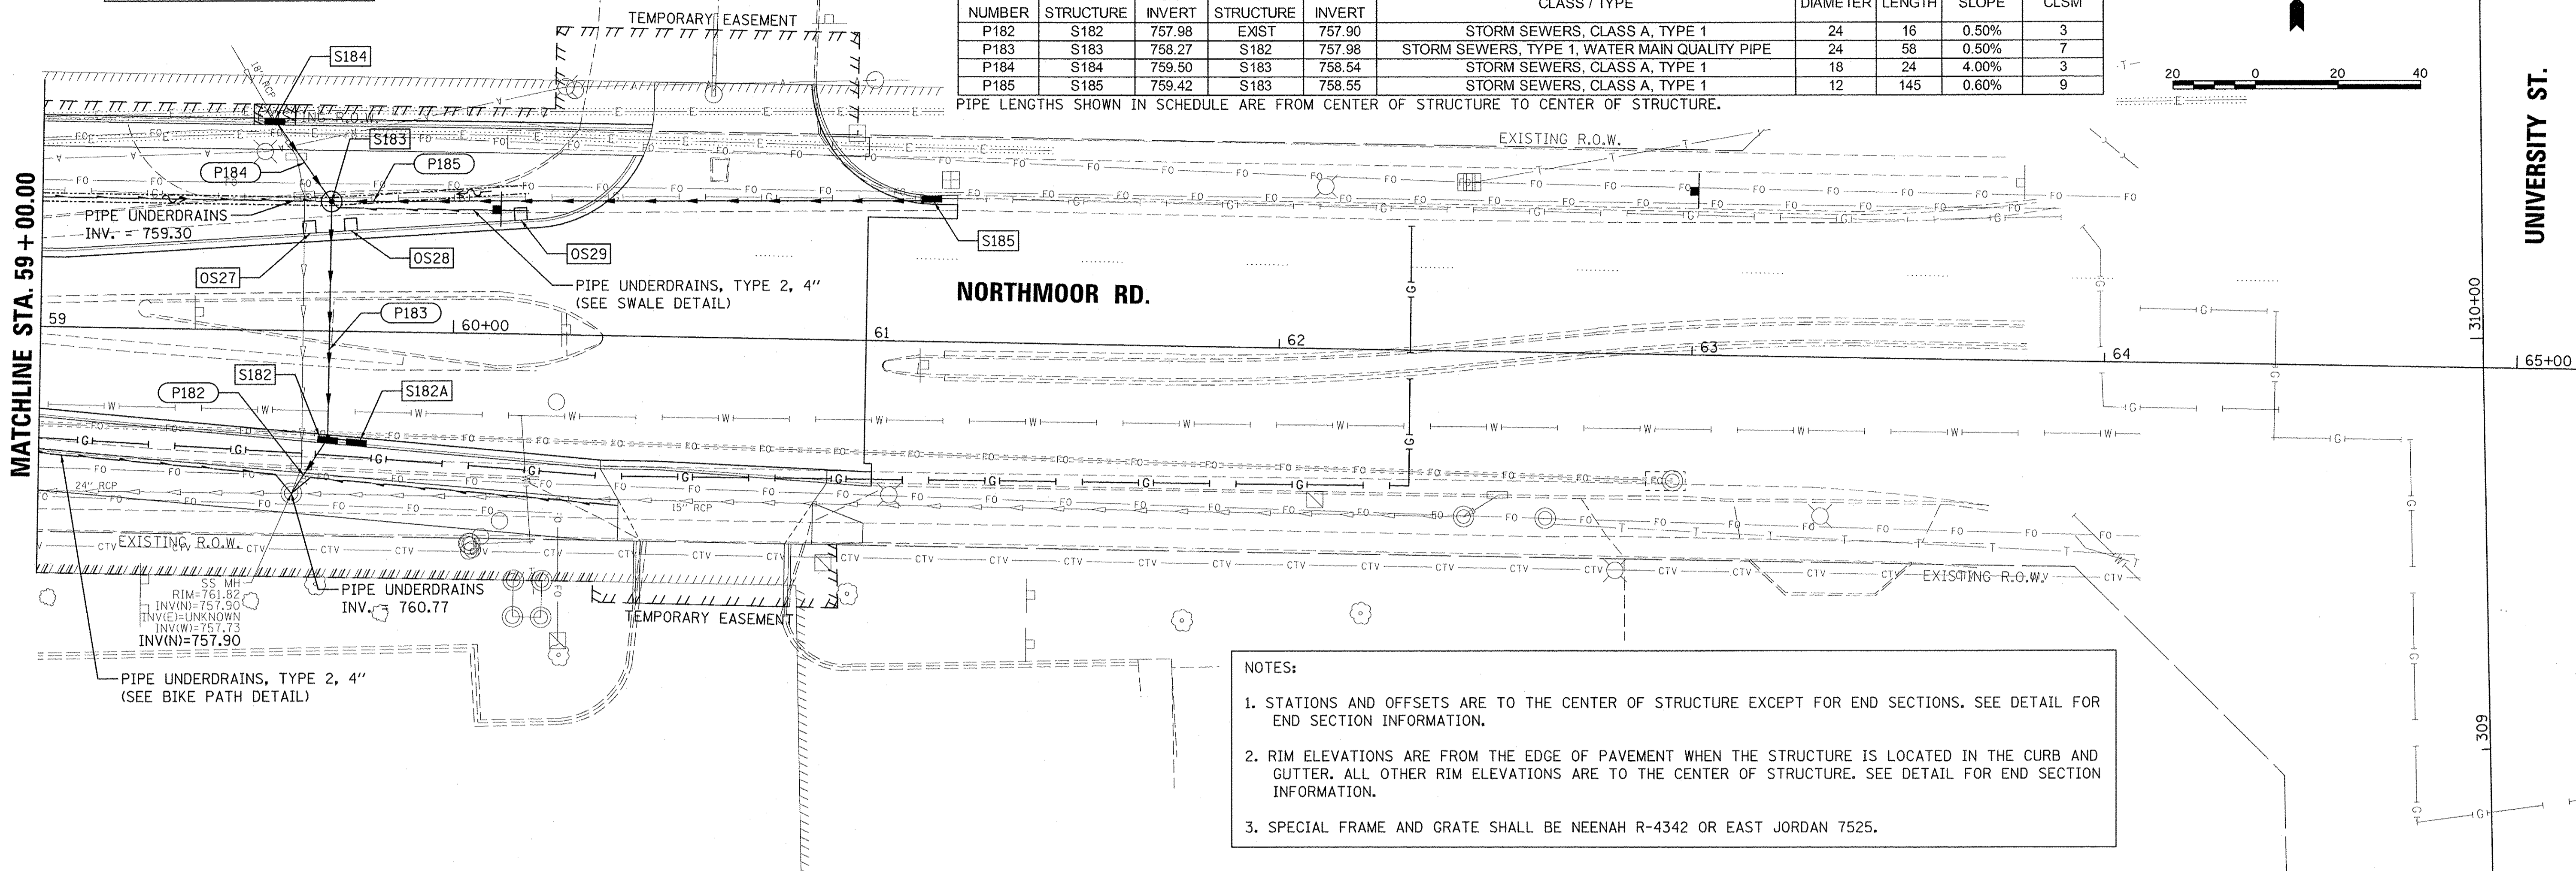 CLASS / TYPE
NUMBER STRUCTURE INVERT STRUCTURE INVERT DIAMETER LENGTH SLOPE CLSM
P182 S182 757.98 EXIST 757.90 STORM SEWERS, CLASS A, TYPE 1 24 16 0.50% 3
P183 S183 758.27 S182 757.98 STORM SEWERS, TYPE 1, WATER MAIN QUALITY PIPE 24 58 0.50% 7
P184 S184 759.50 S183 758.54 STORM SEWERS, CLASS A, TYPE 1 18 24 4.00% 3
P185 S185 759.42 S183 758.55 STORM SEWERS, CLASS A, TYPE 1 12 145 0.60% 9
PIPE LENGTHS SHOWN IN SCHEDULE ARE FROM CENTER OF STRUCTURE TO CENTER OF STRUCTURE.
20 0 20 40
TEMPORARY EASEMENT
S184
18" RCP
S183
P184
P185
EXISTING R.O.W.
UNIVERSITY ST.
MATCHLINE STA. 59+00.00
PIPE UNDERDRAINS
INV. = 759.30
OS27
OS28
OS29
S185
PIPE UNDERDRAINS, TYPE 2, 4"
(SEE SWALE DETAIL)
NORTHMOOR RD.
59
60+00
61
62
63
64
65+00
310+00
P183
S182
S182A
P182
24" RCP
15" RCP
EXISTING R.O.W.
SS MH
RIM=761.82
INV(N)=757.90
INV(E)=UNKNOWN
INV(W)=757.73
INV(N)=757.90
PIPE UNDERDRAINS
INV. = 760.77
TEMPORARY EASEMENT
EXISTING R.O.W.
PIPE UNDERDRAINS, TYPE 2, 4"
(SEE BIKE PATH DETAIL)
309
NOTES:
1. STATIONS AND OFFSETS ARE TO THE CENTER OF STRUCTURE EXCEPT FOR END SECTIONS. SEE DETAIL FOR
END SECTION INFORMATION.
2. RIM ELEVATIONS ARE FROM THE EDGE OF PAVEMENT WHEN THE STRUCTURE IS LOCATED IN THE CURB AND
GUTTER. ALL OTHER RIM ELEVATIONS ARE TO THE CENTER OF STRUCTURE. SEE DETAIL FOR END SECTION
INFORMATION.
3. SPECIAL FRAME AND GRATE SHALL BE NEENAH R-4342 OR EAST JORDAN 7525.